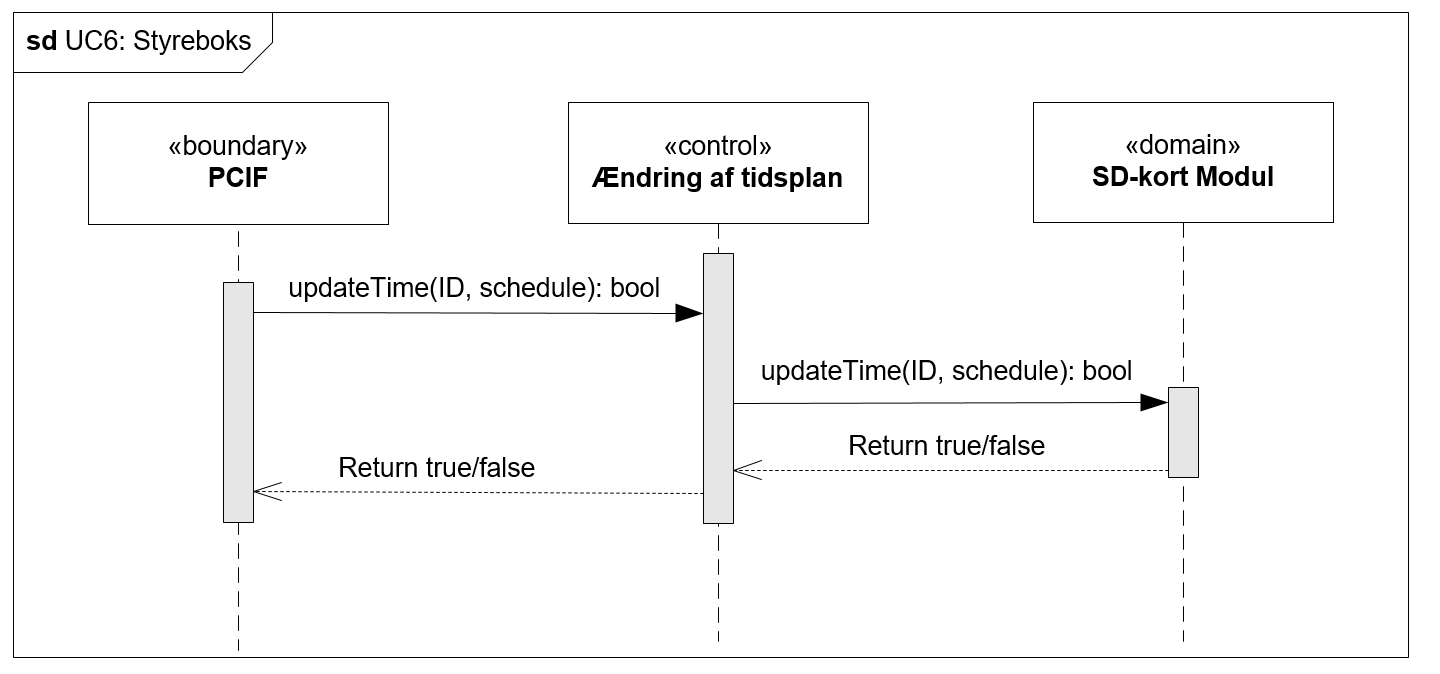 sd UC6: Styreboks
«boundary»
PCIF
«control»
Ændring af tidsplan
«domain»
SD-kort Modul
updateTime(ID, schedule): bool
updateTime(ID, schedule): bool
Return true/false
Return true/false